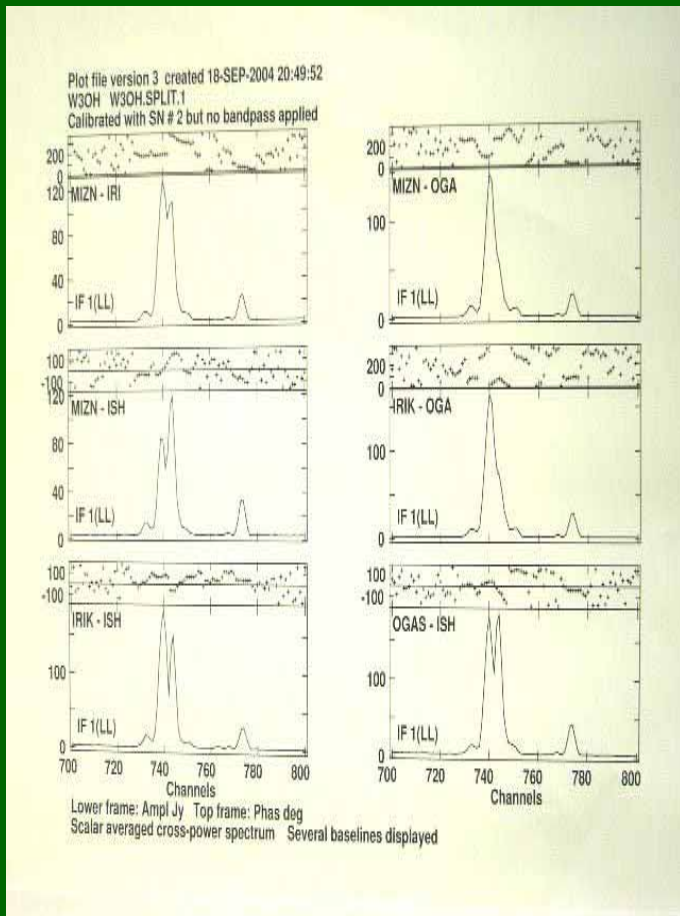 Plot file version 3 created 18-SEP-2004 20:49:52
W3OH W3OH.SPLIT.1
Calibrated with SN # 2 but no bandpass applied
200
0
120
80
40
0
MIZN - IRI
IF 1(LL)
200
0
100
0
MIZN - OGA
IF 1(LL)
100
-100
120
80
40
0
MIZN - ISH
IF 1(LL)
200
0
100
0
IRIK - OGA
IF 1(LL)
100
-100
100
0
IRIK - ISH
IF 1(LL)
700 720 740 760 780 800
Channels
100
-100
100
0
OGAS - ISH
IF 1(LL)
700 720 740 760 780 800
Channels
Lower frame: Ampl Jy Top frame: Phas deg
Scalar averaged cross-power spectrum Several baselines displayed